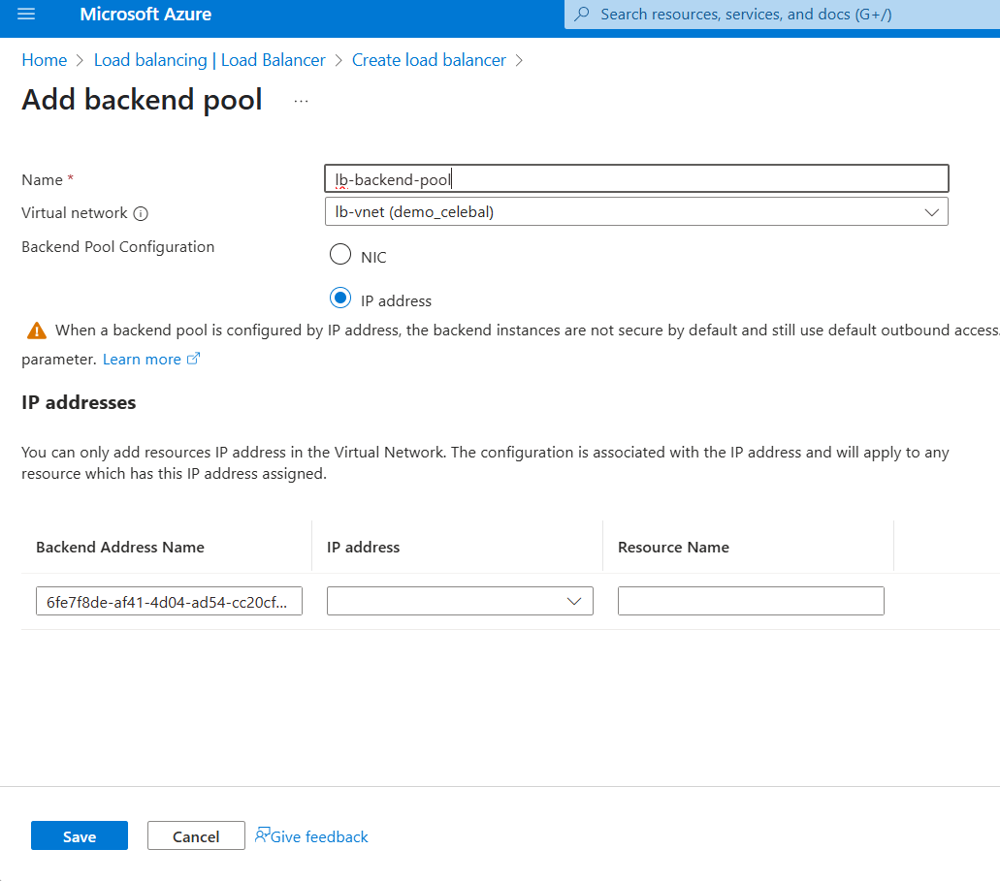 Microsoft Azure
Search resources, services, and docs (G+/)
Home > Load balancing | Load Balancer > Create load balancer >
Add backend pool ...
Name *
lb-backend-pool
Virtual network
lb-vnet (demo_celebal)
Backend Pool Configuration
NIC
IP address
When a backend pool is configured by IP address, the backend instances are not secure by default and still use default outbound access.
parameter. Learn more
IP addresses
You can only add resources IP address in the Virtual Network. The configuration is associated with the IP address and will apply to any
resource which has this IP address assigned.
Backend Address Name IP address Resource Name
6fe7f8de-af41-4d04-ad54-cc20cf...
Save Cancel Give feedback